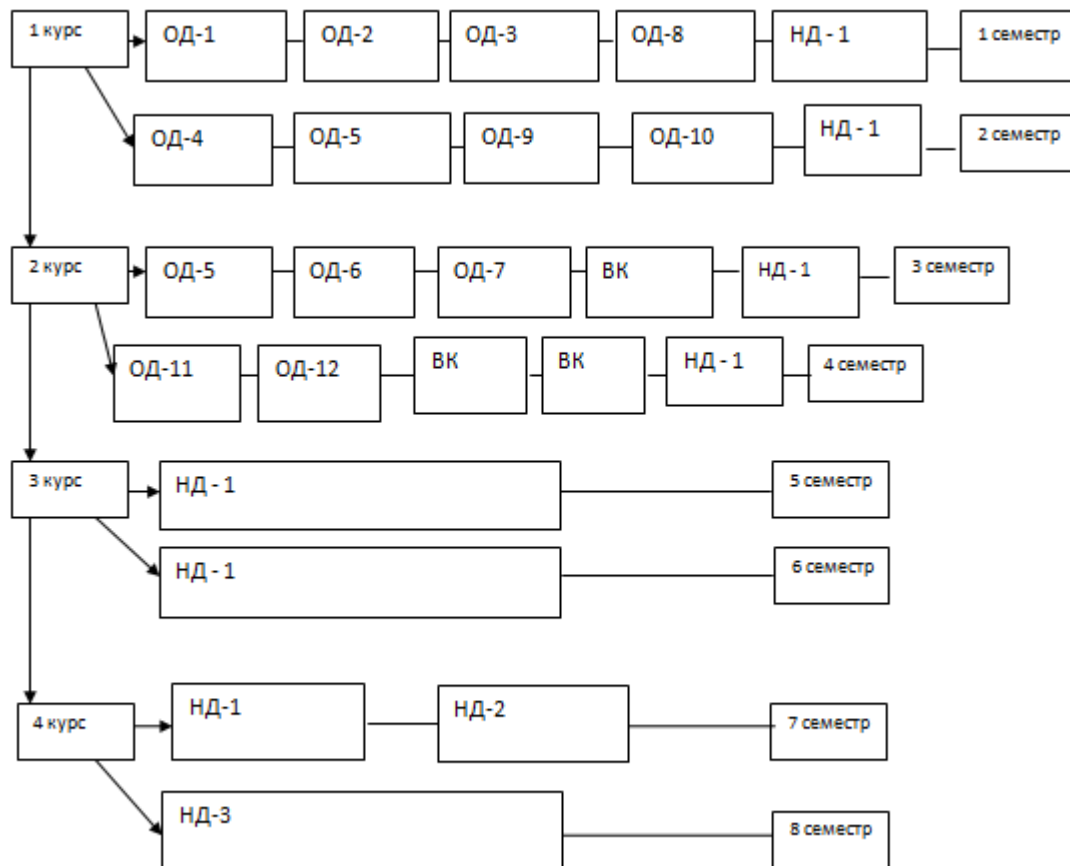 1 курс
ОД-1
ОД-2
ОД-3
ОД-8
НД - 1
1 семестр
ОД-4
ОД-5
ОД-9
ОД-10
НД - 1
2 семестр
2 курс
ОД-5
ОД-6
ОД-7
ВК
НД - 1
3 семестр
ОД-11
ОД-12
ВК
ВК
НД - 1
4 семестр
3 курс
НД - 1
5 семестр
НД - 1
6 семестр
4 курс
НД-1
НД-2
7 семестр
НД-3
8 семестр